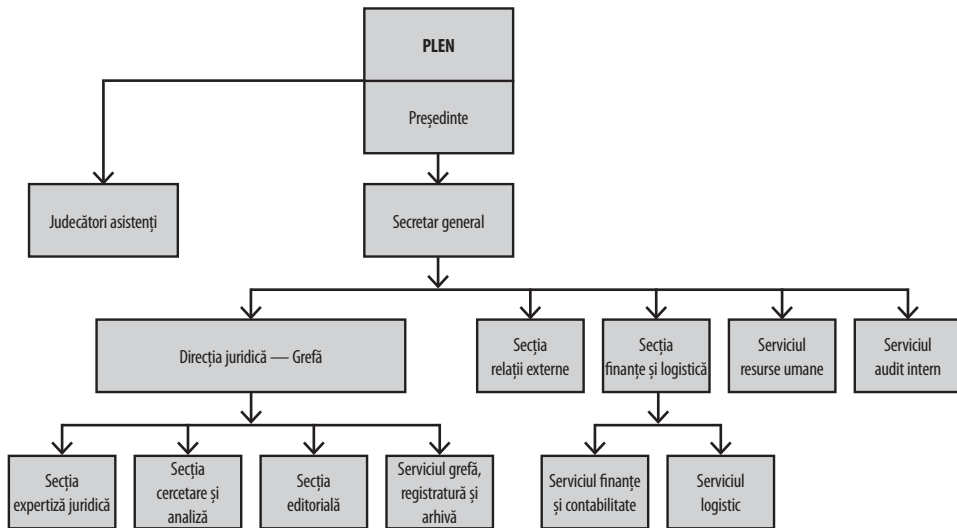 PLEN
Președinte
Judecători asistenți
Secretar general
Direcția juridică — Grefă
Secția
relații externe
Secția
finanțe și logistică
Serviciul
resurse umane
Serviciul
audit intern
Secția
expertiză juridică
Secția
cercetare și
analiză
Secția
editorială
Serviciul grefă,
registratură și
arhivă
Serviciul finanțe
și contabilitate
Serviciul
logistic